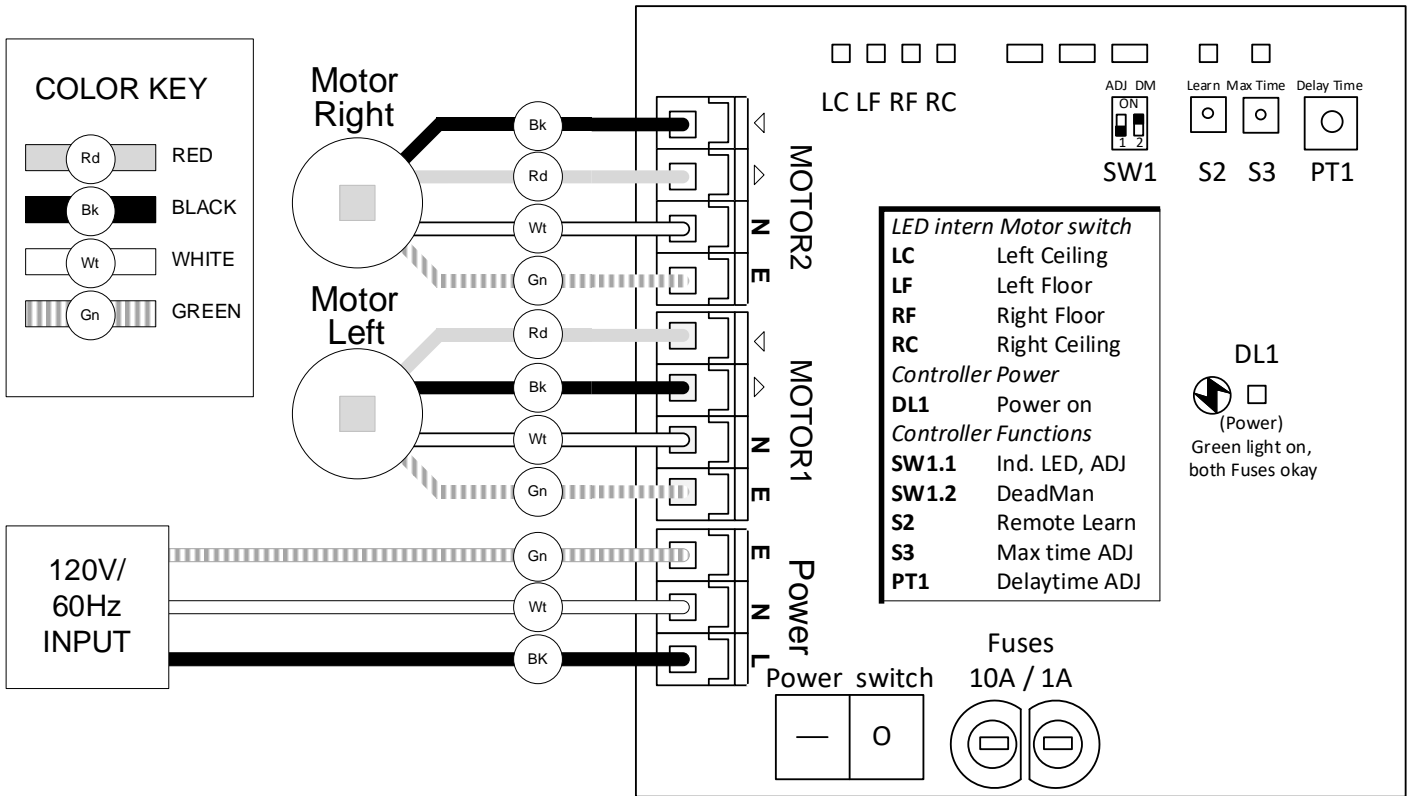 COLOR KEY
Rd RED
Bk BLACK
Wt WHITE
Gn GREEN
Motor
Right
Bk
Rd
Wt
Gn
N
E
MOTOR2
Motor
Left
Rd
Bk
Wt
Gn
N
E
MOTOR1
120V/
60Hz
INPUT
Gn
Wt
BK
E
N
L
Power
LC LF RF RC
ADJ DM
ON
1 2
SW1
Learn
S2
Max Time
S3
Delay Time
PT1
LED intern Motor switch
LC Left Ceiling
LF Left Floor
RF Right Floor
RC Right Ceiling
Controller Power
DL1 Power on
Controller Functions
SW1.1 Ind. LED, ADJ
SW1.2 DeadMan
S2 Remote Learn
S3 Max time ADJ
PT1 Delaytime ADJ
DL1
(Power)
Green light on,
both Fuses okay
Power switch
— O
Fuses
10A / 1A